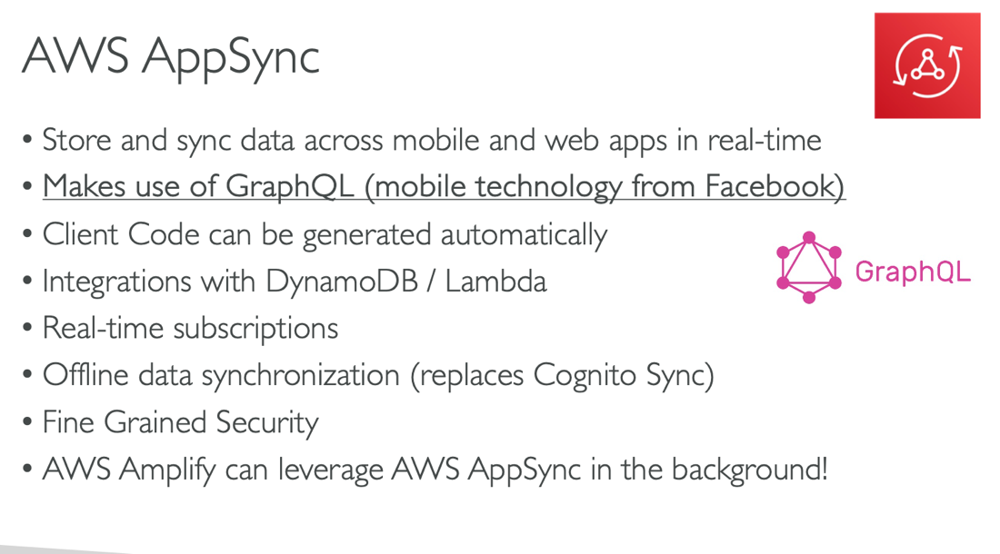 AWS AppSync
• Store and sync data across mobile and web apps in real-time
• Makes use of GraphQL (mobile technology from Facebook)
• Client Code can be generated automatically
• Integrations with DynamoDB / Lambda
GraphQL
• Real-time subscriptions
• Offline data synchronization (replaces Cognito Sync)
• Fine Grained Security
• AWS Amplify can leverage AWS AppSync in the background!